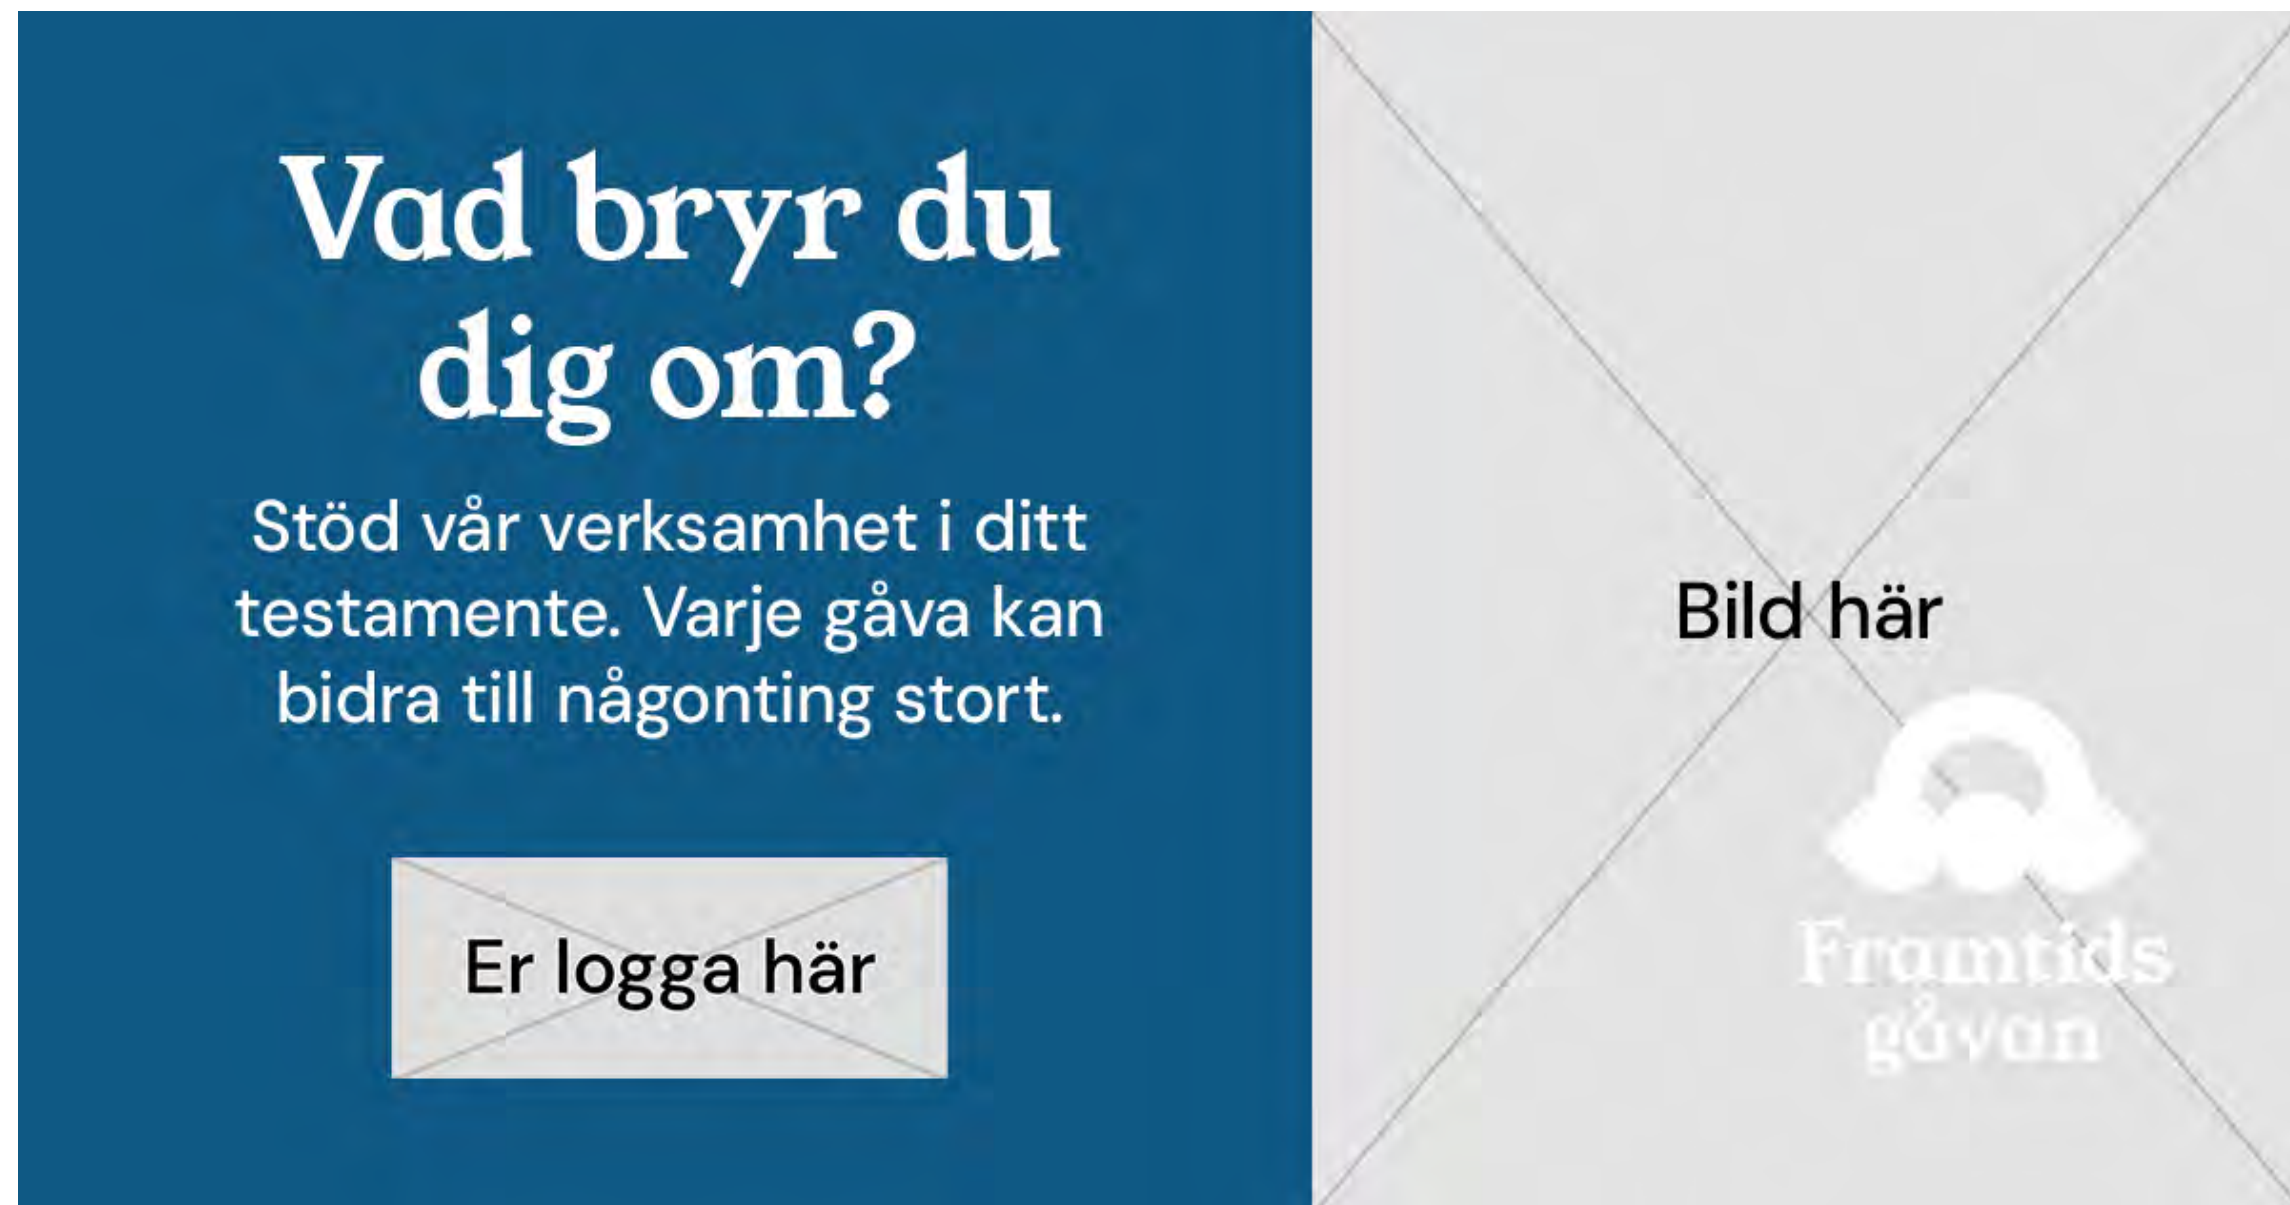 Vad bryr du
dig om?
Stöd vår verksamhet i ditt
testamente. Varje gåva kan
bidra till någonting stort.
Er logga här
Bild här
Framtids
gåvan